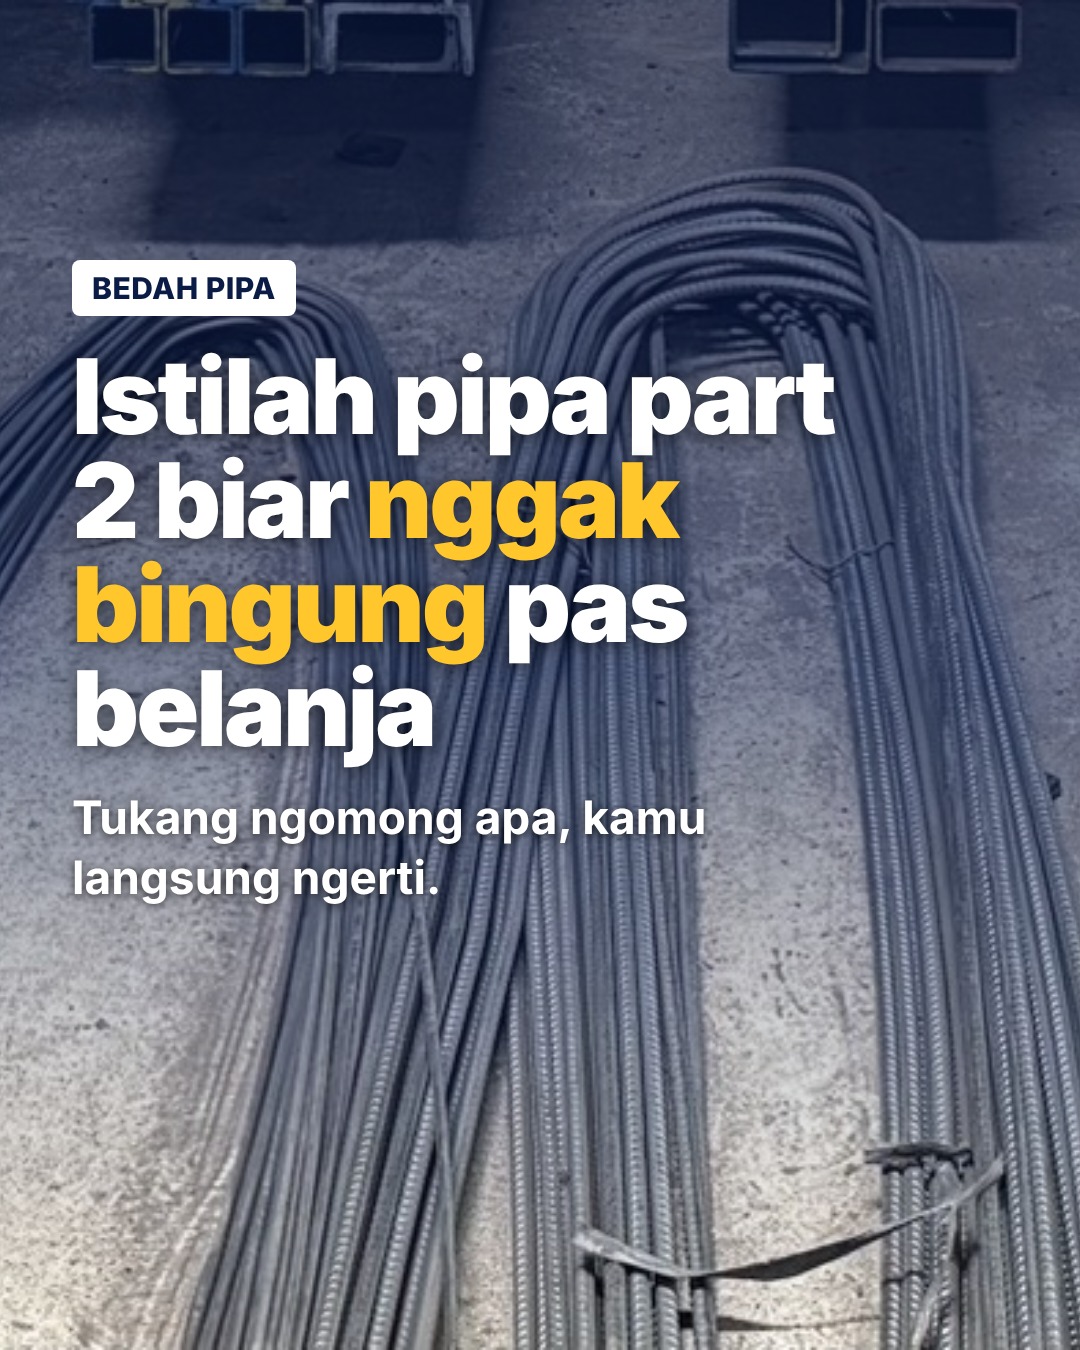 BEDAH PIPA
Istilah pipa part
2 biar nggak
bingung pas
belanja
Tukang ngomong apa, kamu
langsung ngerti.